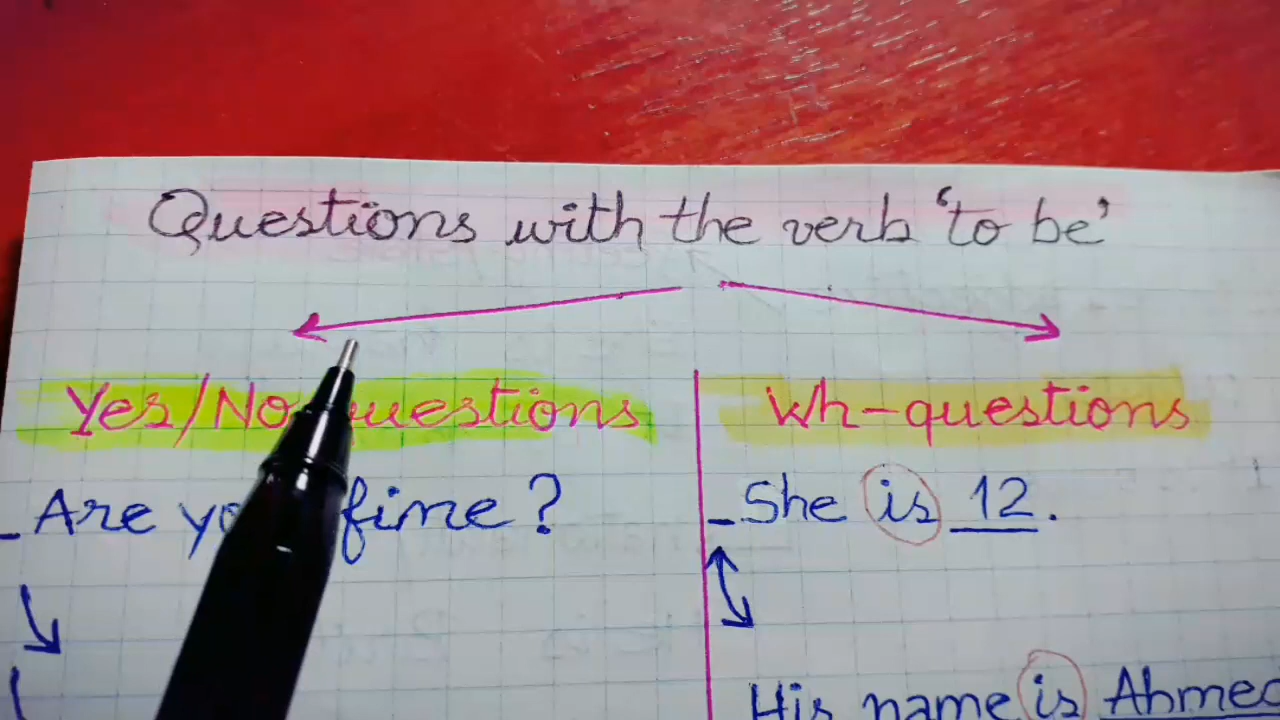 Questions with the verb 'to be'
Yes/No questions
Are fine?
Wh-questions
She is 12.
His name is Ahmed